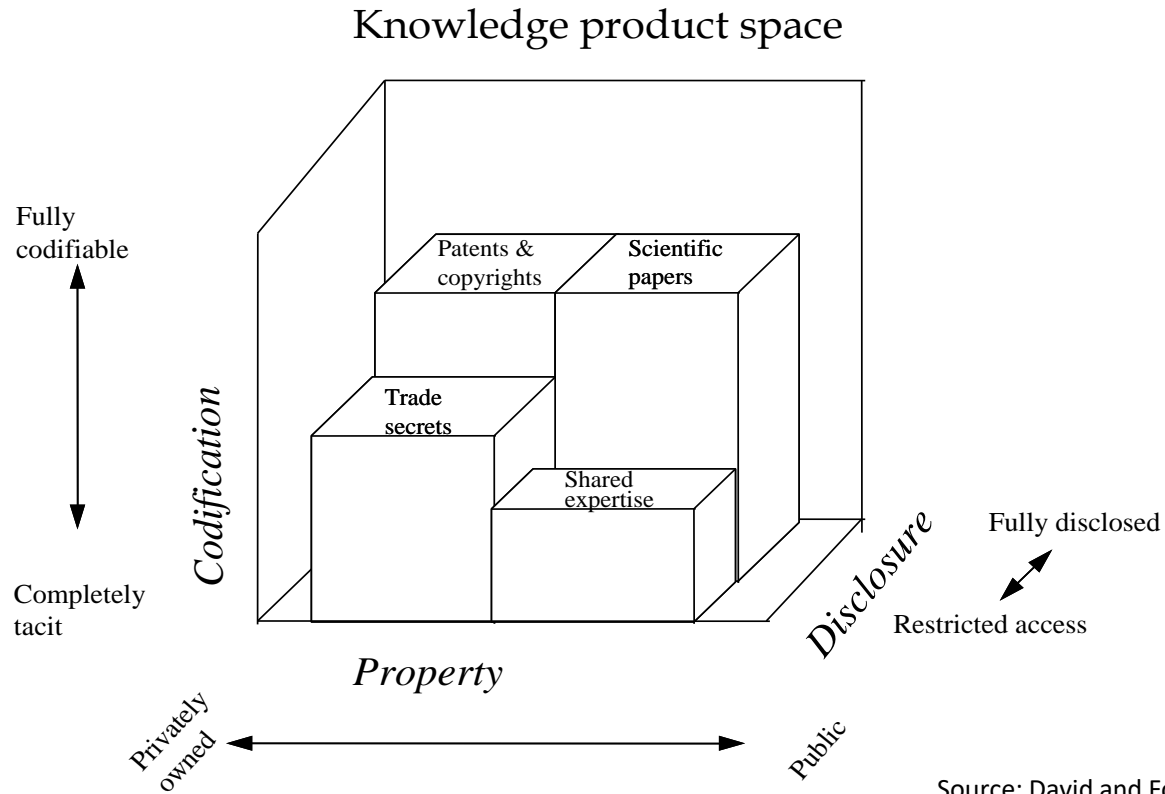 Knowledge product space
Fully
codifiable
Patents &
copyrights
Scientific
papers
Trade
secrets
Codification
Shared
expertise
Completely
tacit
Disclosure
Fully disclosed
Restricted access
Property
Privately
owned
Public
Source: David and